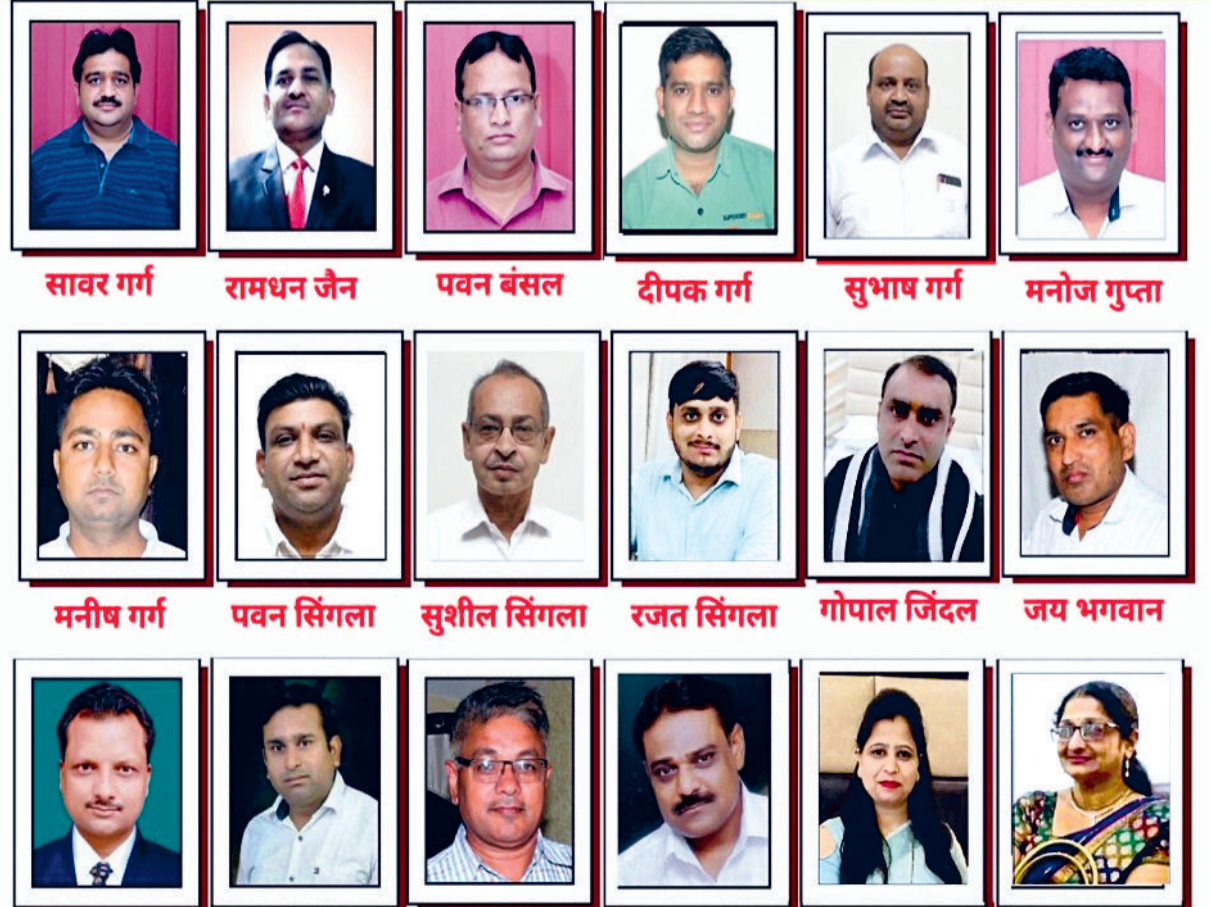 सावर गर्ग
रामधन जैन
पवन बंसल
दीपक गर्ग
सुभाष गर्ग
मनोज गुप्ता
मनीष गर्ग
पवन सिंगला
सुशील सिंगला
रजत सिंगला
गोपाल जिंदल
जय भगवान